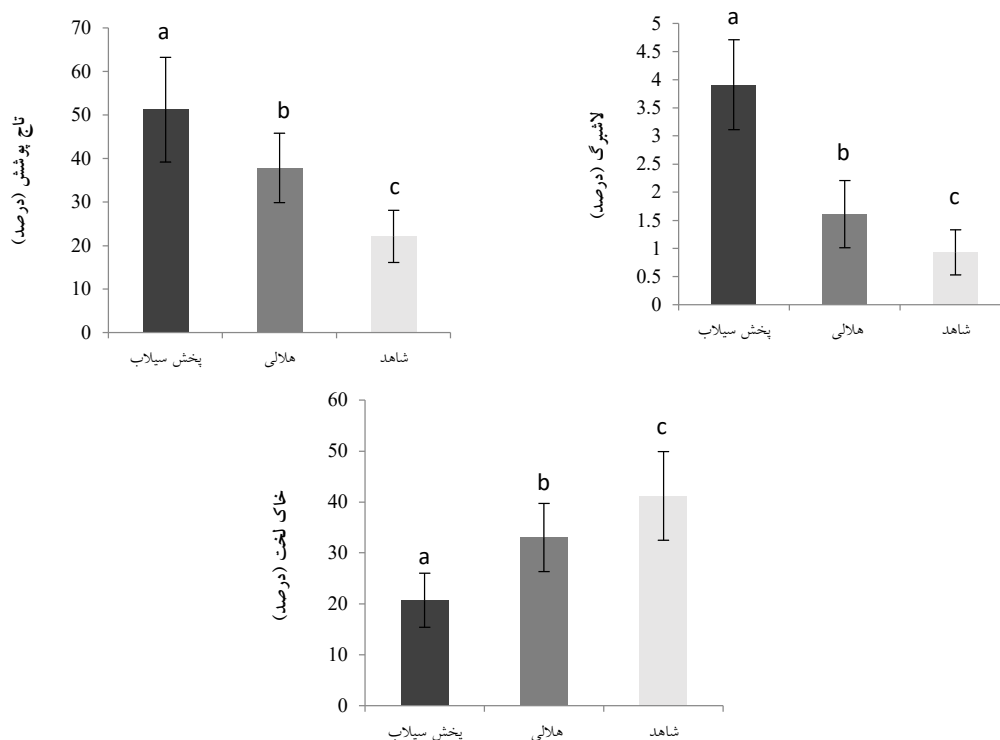 تاج پوشش (درصد)
70
60
50
40
30
20
10
0
a
b
c
پخش سیلاب
هلالی
شاهد
لاشبرگ (درصد)
5
4.5
4
3.5
3
2.5
2
1.5
1
0.5
0
a
b
c
پخش سیلاب
هلالی
شاهد
خاک لخت (درصد)
60
50
40
30
20
10
0
a
b
c
پخش سیلاب
هلالی
شاهد